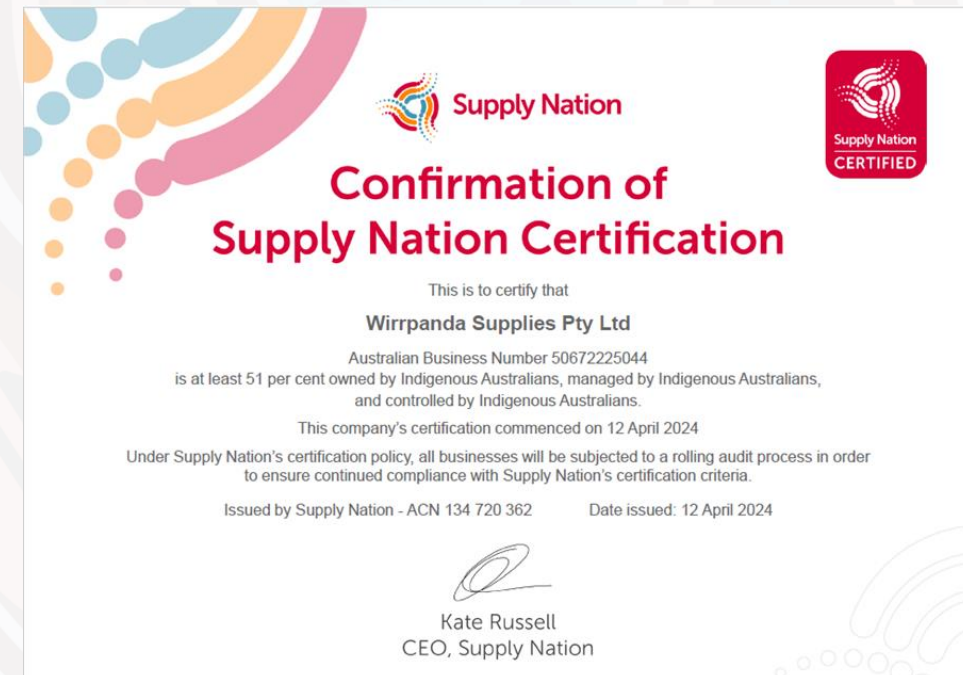 Supply Nation
Supply Nation
CERTIFIED
Confirmation of
Supply Nation Certification
This is to certify that
Wirrpanda Supplies Pty Ltd
Australian Business Number 50672225044
is at least 51 per cent owned by Indigenous Australians, managed by Indigenous Australians,
and controlled by Indigenous Australians.
This company's certification commenced on 12 April 2024
Under Supply Nation's certification policy, all businesses will be subjected to a rolling audit process in order
to ensure continued compliance with Supply Nation's certification criteria.
Issued by Supply Nation - ACN 134 720 362 Date issued: 12 April 2024
Kate Russell
CEO, Supply Nation